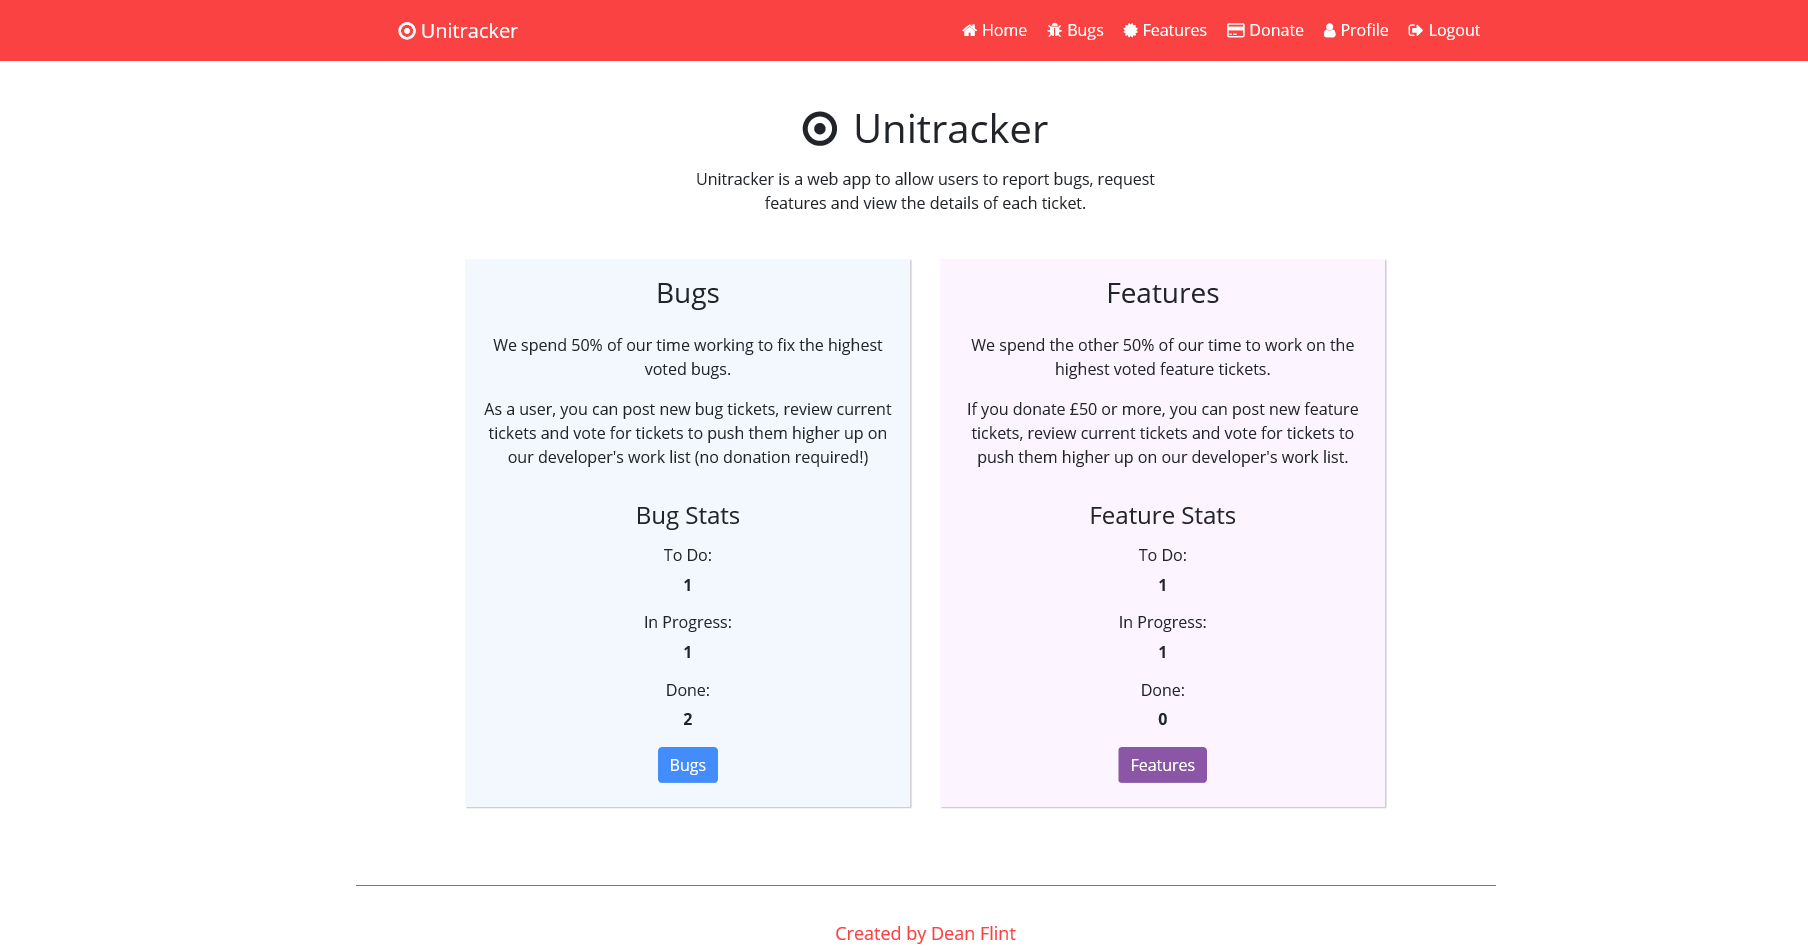 Unitracker
Home Bugs Features Donate Profile Logout
Unitracker
Unitracker is a web app to allow users to report bugs, request
features and view the details of each ticket.
Bugs
We spend 50% of our time working to fix the highest
voted bugs.
As a user, you can post new bug tickets, review current
tickets and vote for tickets to push them higher up on
our developer's work list (no donation required!)
Bug Stats
To Do:
1
In Progress:
1
Done:
2
Bugs
Features
We spend the other 50% of our time to work on the
highest voted feature tickets.
If you donate £50 or more, you can post new feature
tickets, review current tickets and vote for tickets to
push them higher up on our developer's work list.
Feature Stats
To Do:
1
In Progress:
1
Done:
0
Features
Created by Dean Flint